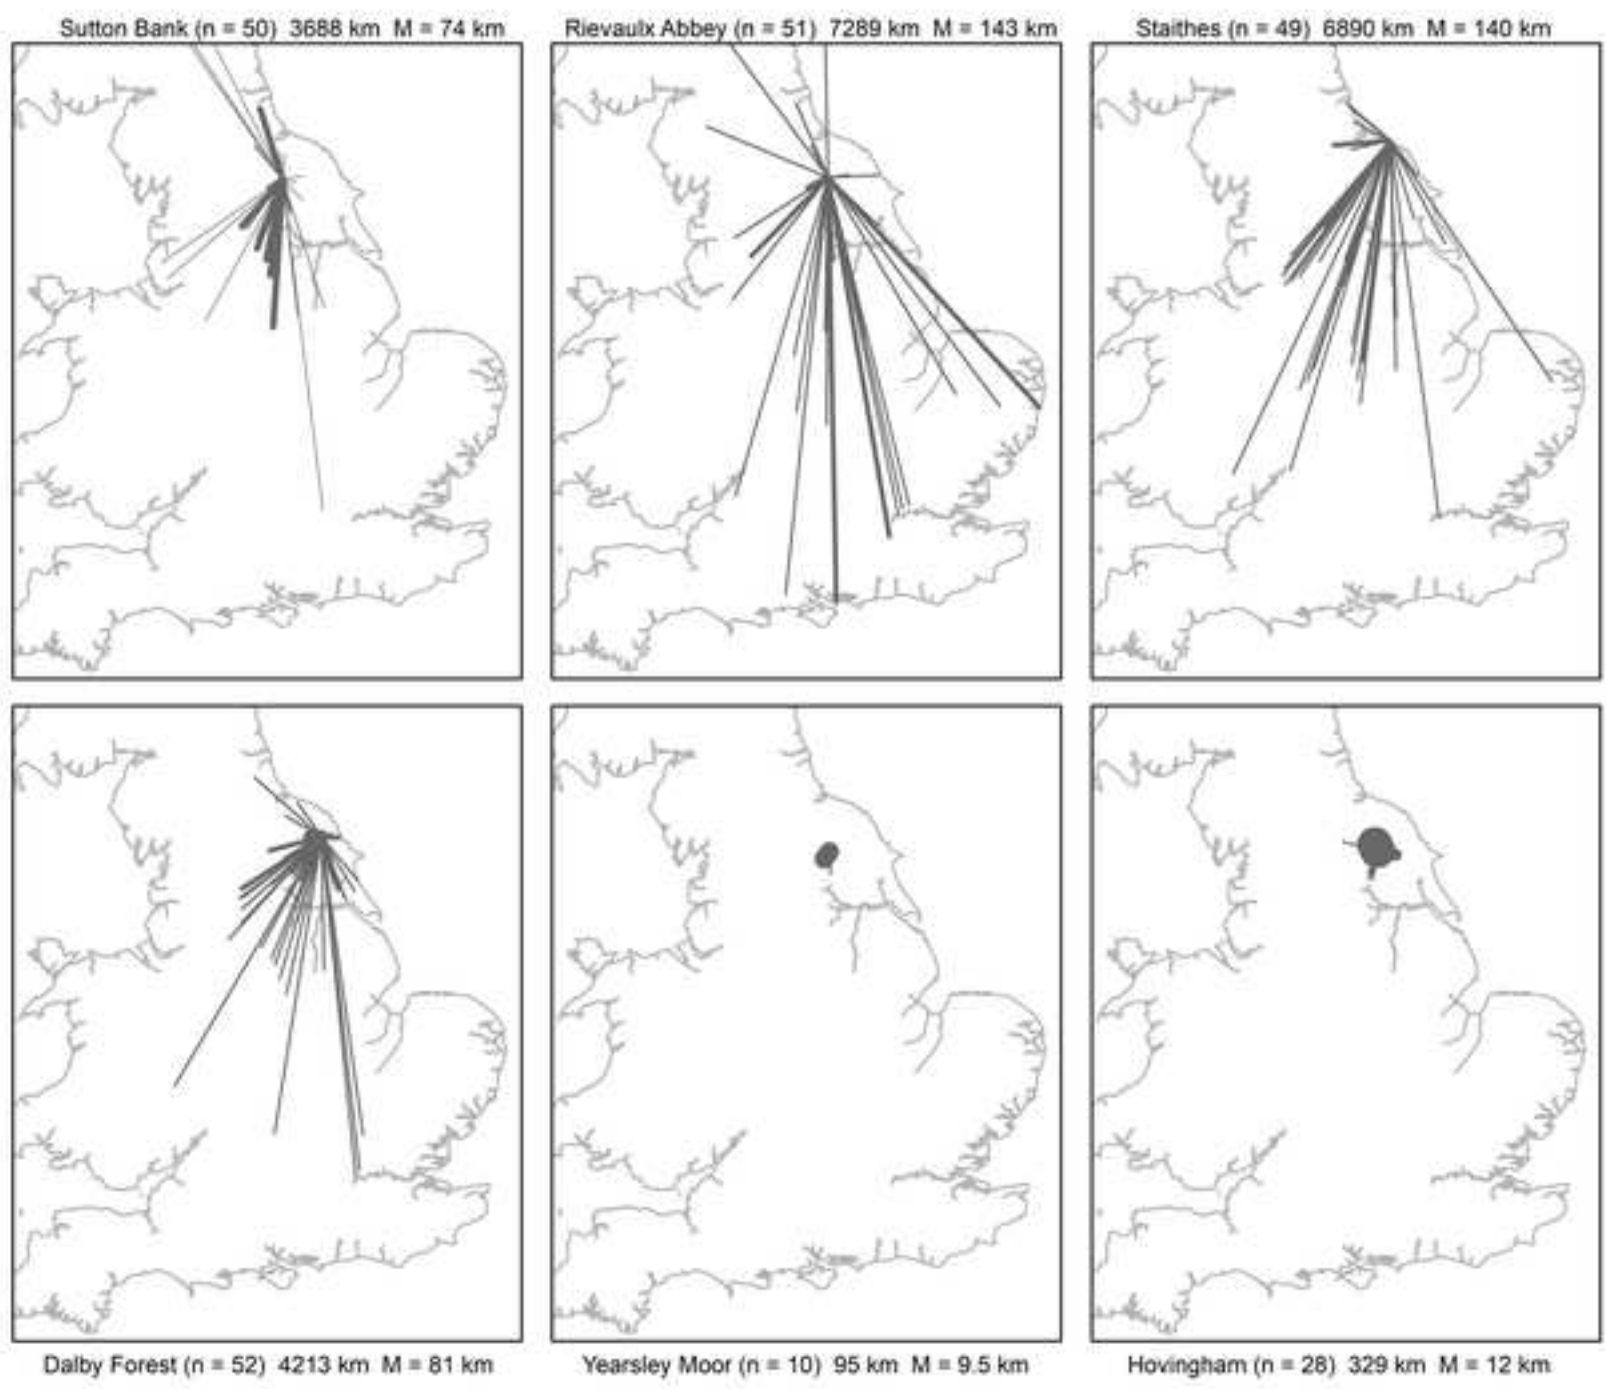 Sutton Bank (n = 50) 3688 km M = 74 km
Rievaulx Abbey (n = 51) 7289 km M = 143 km
Staithes (n = 49) 6890 km M = 140 km
Dalby Forest (n = 52) 4213 km M = 81 km
Yearsley Moor (n = 10) 95 km M = 9.5 km
Hovingham (n = 28) 329 km M = 12 km